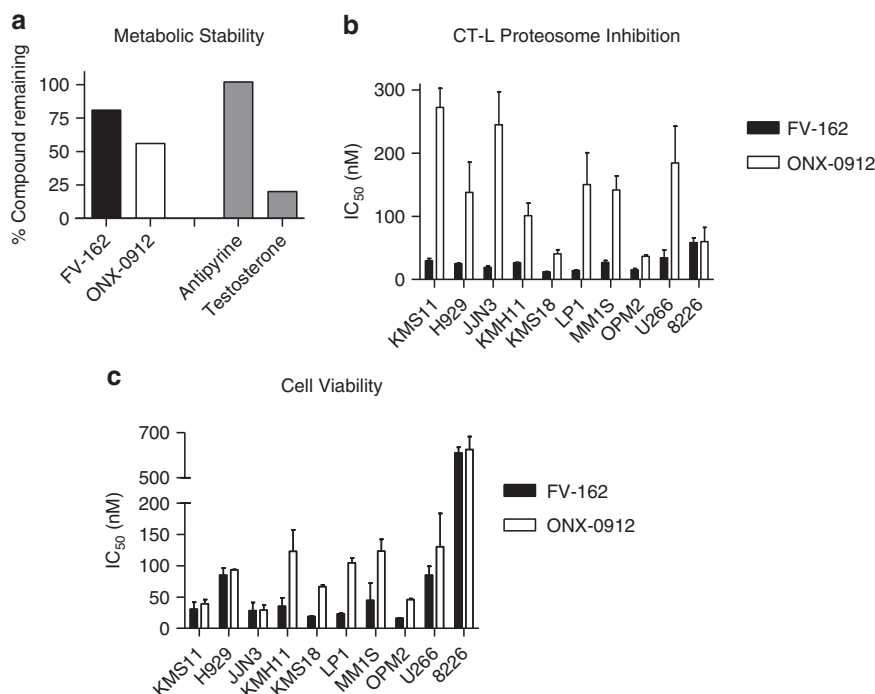 a
Metabolic Stability
% Compound remaining
100
75
50
25
0
FV-162
ONX-0912
Antipyrine
Testosterone
b
CT-L Proteosome Inhibition
IC50 (nM)
300
200
100
0
KMS11
H929
JJN3
KMH11
KMS18
LP1
MM1S
OPM2
U266
8226
FV-162
ONX-0912
c
Cell Viability
IC50 (nM)
700
500
200
150
100
50
0
KMS11
H929
JJN3
KMH11
KMS18
LP1
MM1S
OPM2
U266
8226
FV-162
ONX-0912